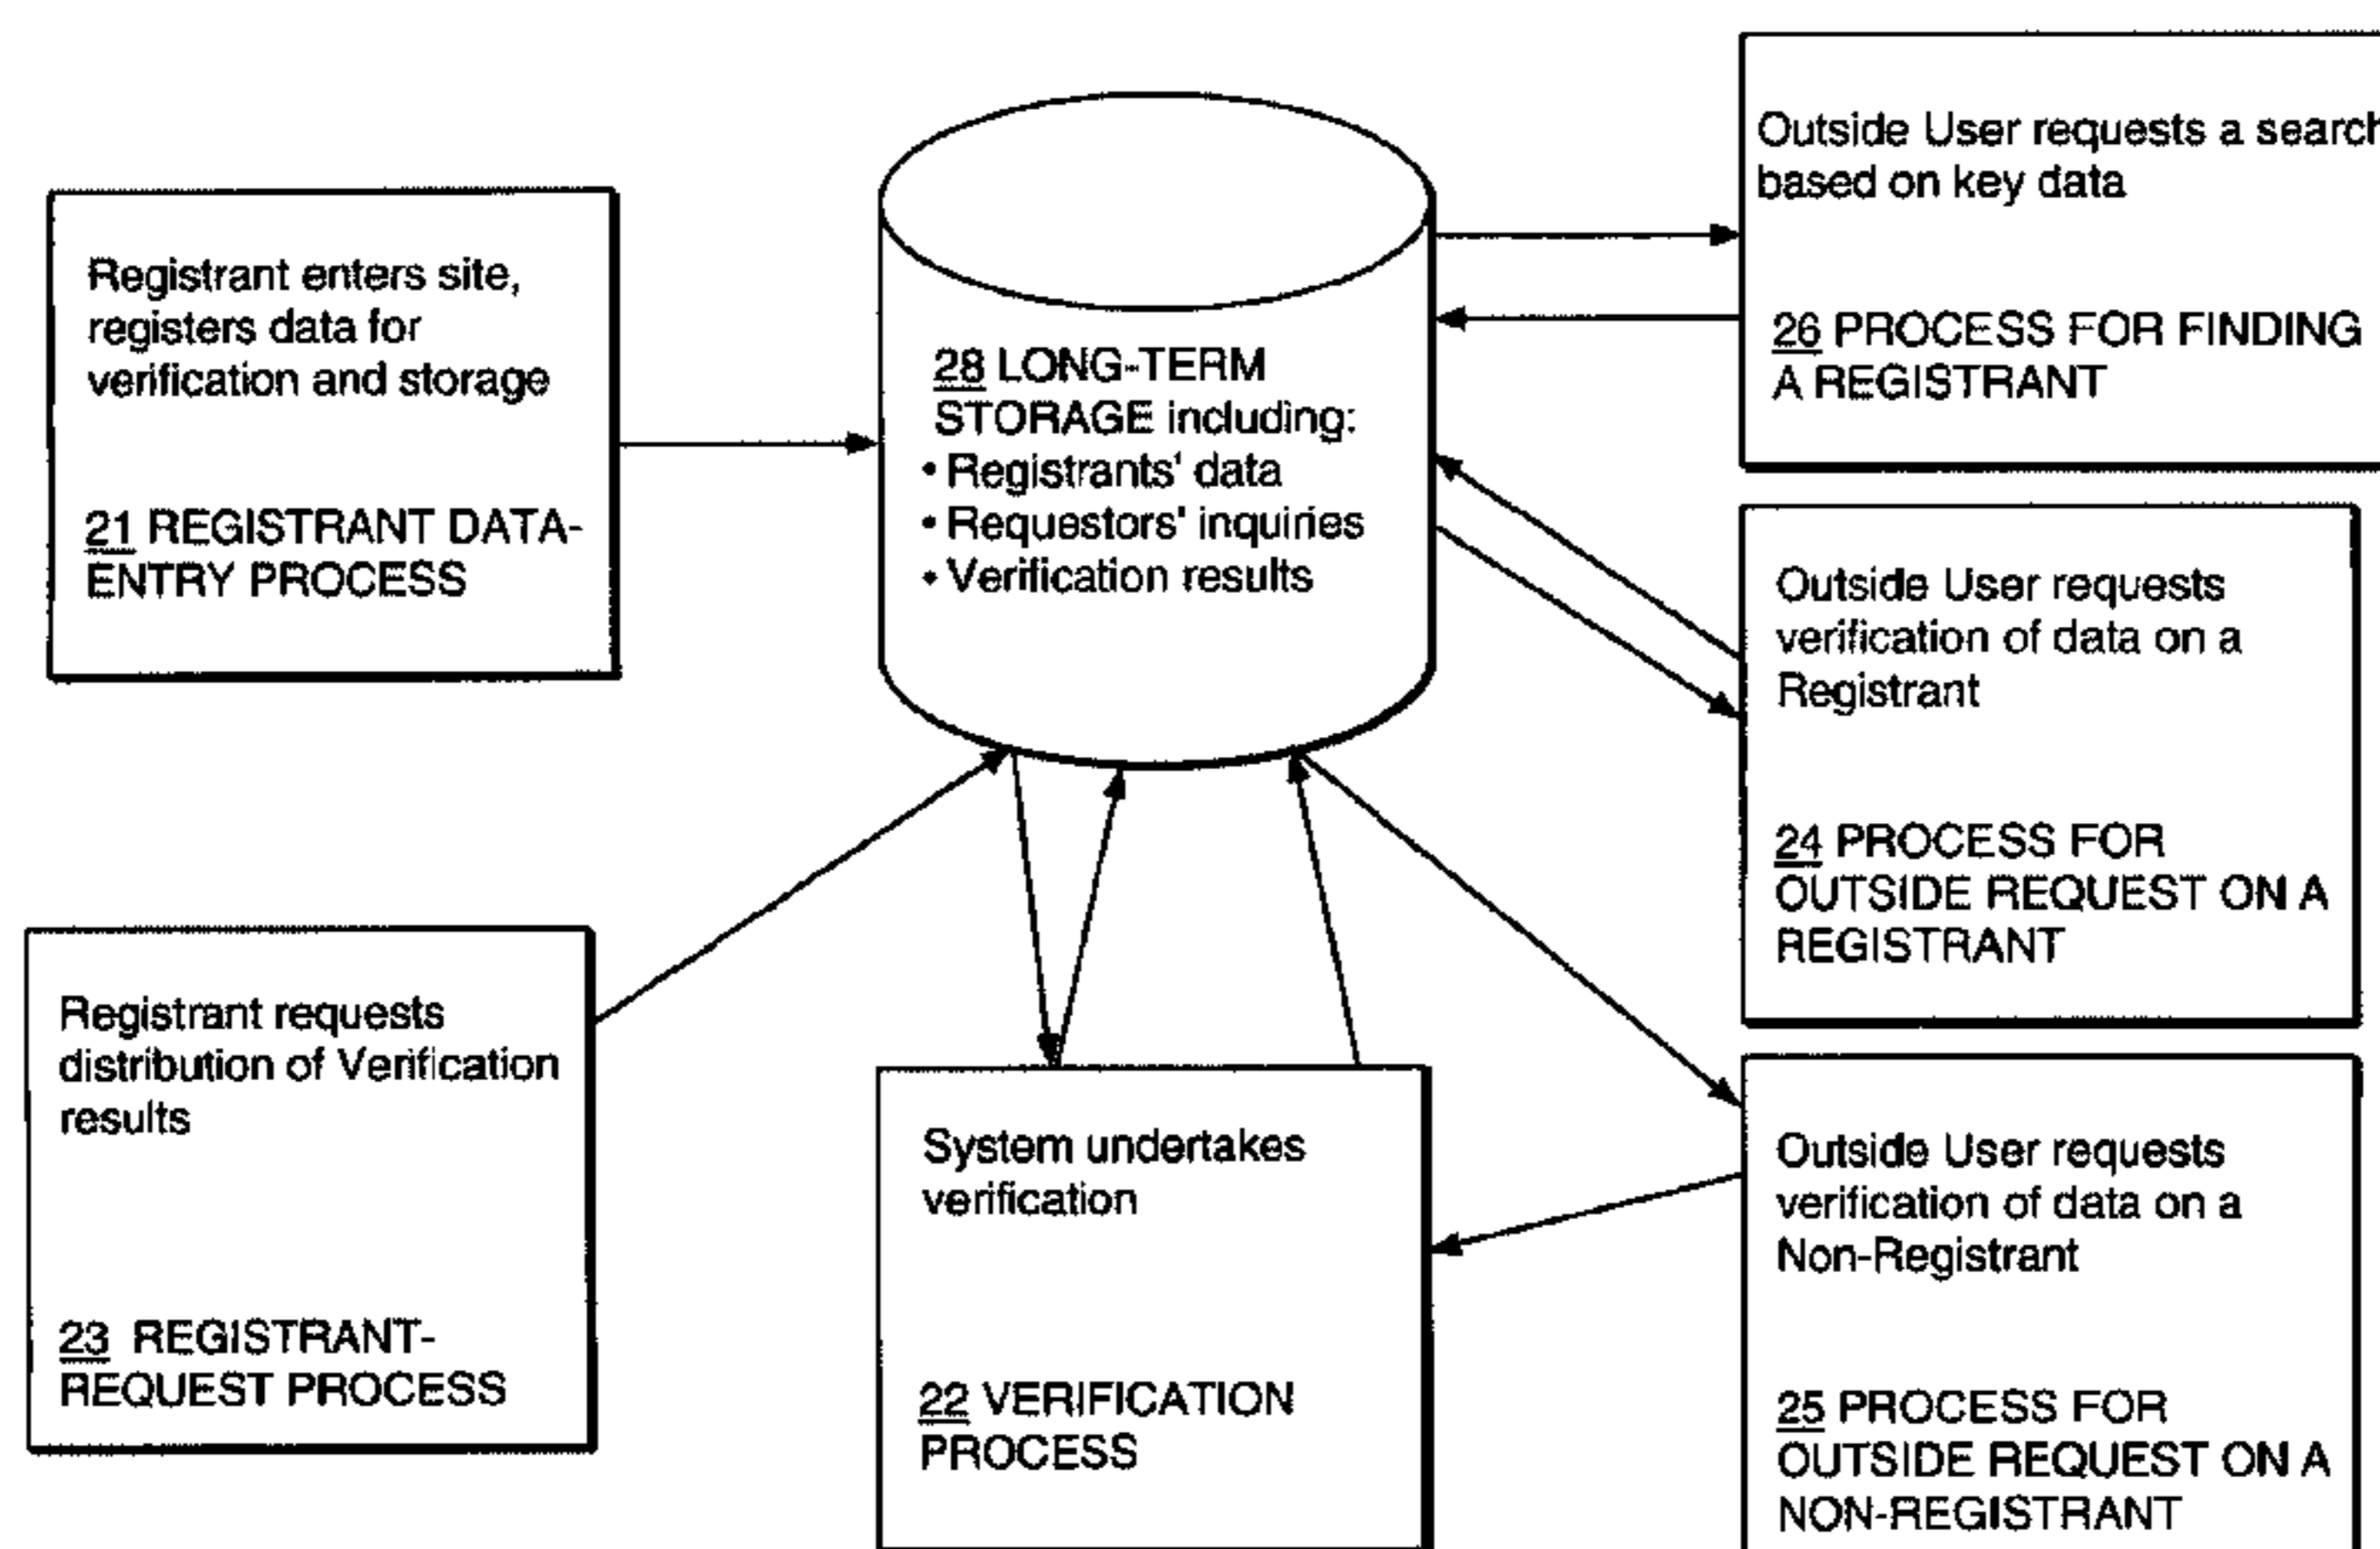 Registrant enters site,
registers data for
verification and storage
21 REGISTRANT DATA-
ENTRY PROCESS
28 LONG-TERM
STORAGE including:
• Registrants' data
• Requestors' inquiries
• Verification results
Outside User requests a search
based on key data
26 PROCESS FOR FINDING
A REGISTRANT
Outside User requests
verification of data on a
Registrant
24 PROCESS FOR
OUTSIDE REQUEST ON A
REGISTRANT
Registrant requests
distribution of Verification
results
23 REGISTRANT-
REQUEST PROCESS
System undertakes
verification
22 VERIFICATION
PROCESS
Outside User requests
verification of data on a
Non-Registrant
25 PROCESS FOR
OUTSIDE REQUEST ON A
NON-REGISTRANT